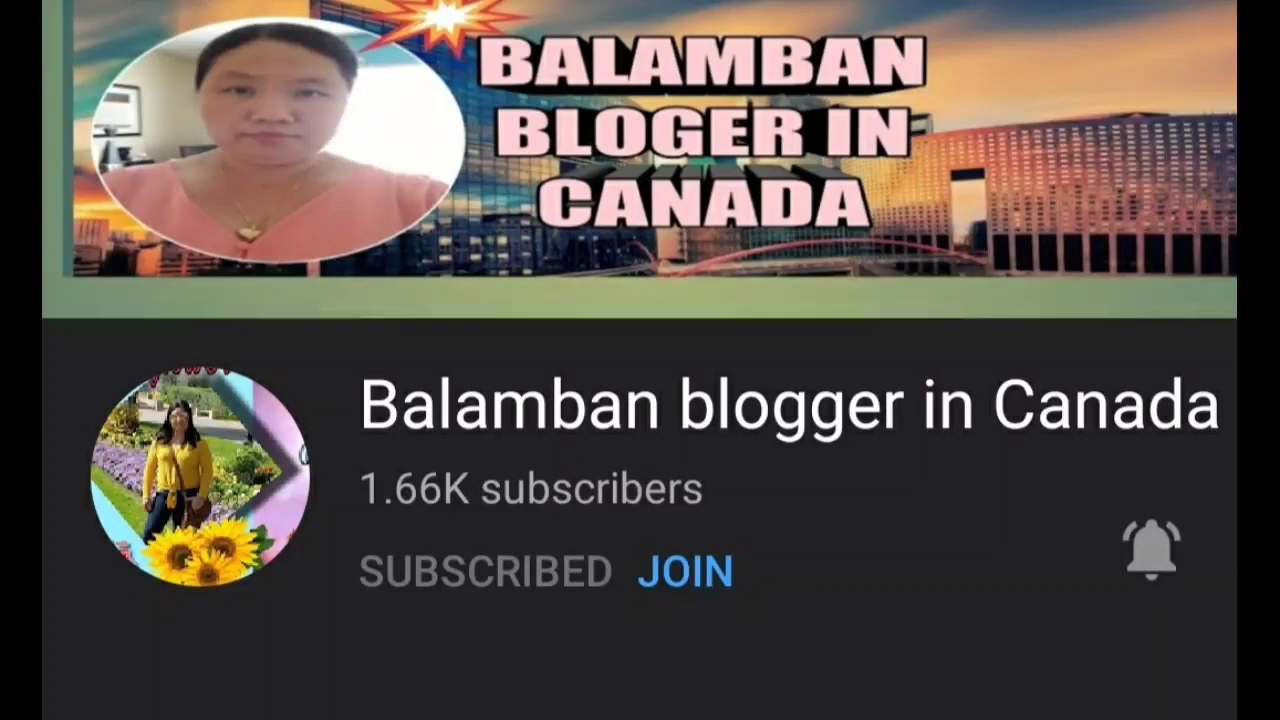 BALAMBAN
BLOGER IN
CANADA
Balamban blogger in Canada
1.66K subscribers
SUBSCRIBED JOIN